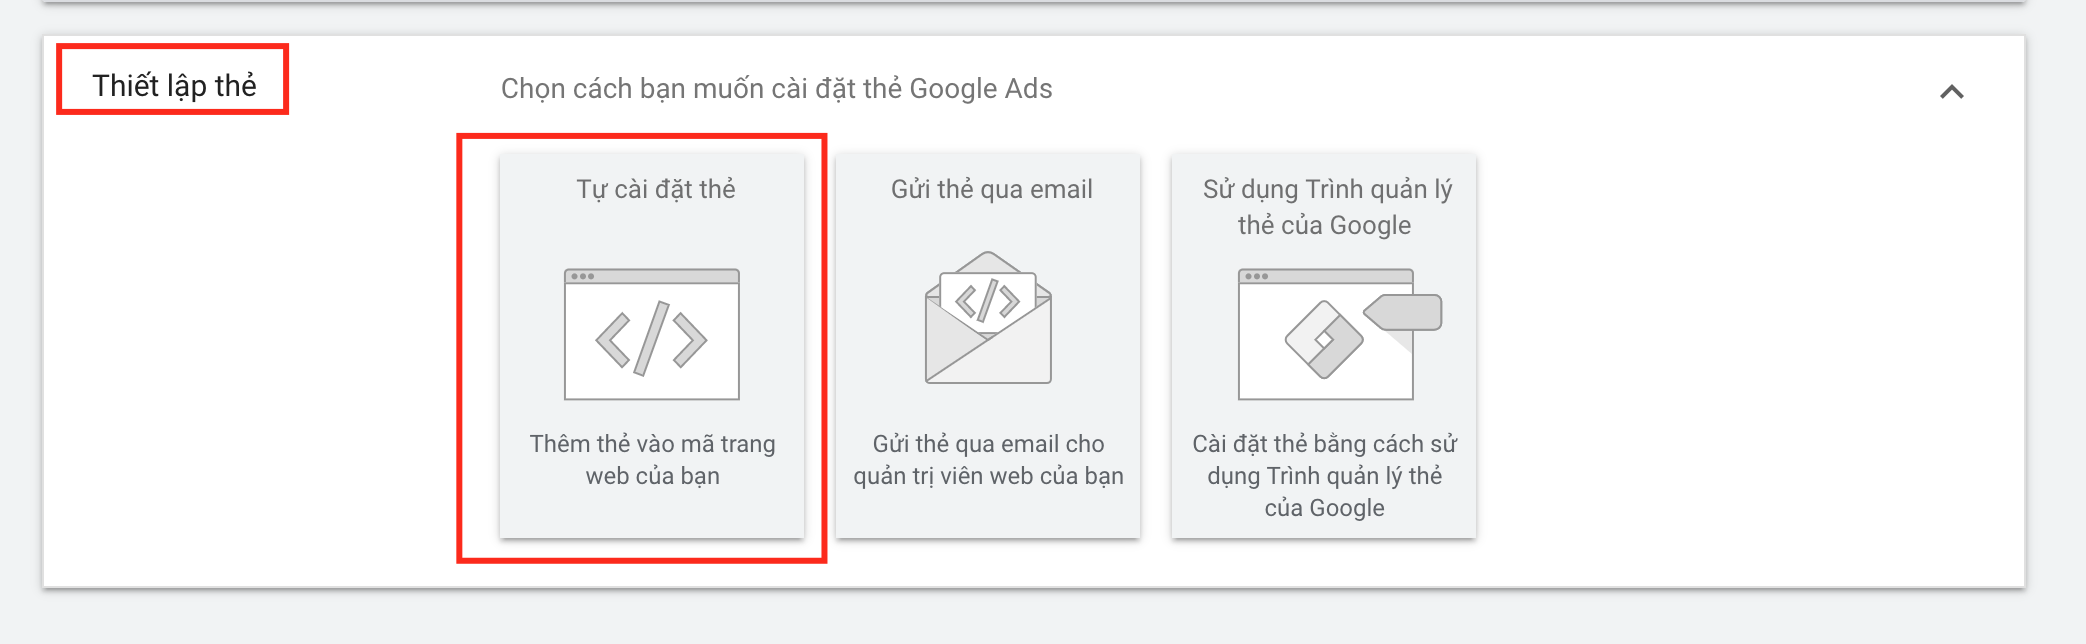 Thiết lập thẻ
Chọn cách bạn muốn cài đặt thẻ Google Ads
Tự cài đặt thẻ
Thêm thẻ vào mã trang
web của bạn
Gửi thẻ qua email
Gửi thẻ qua email cho
quản trị viên web của bạn
Sử dụng Trình quản lý
thẻ của Google
Cài đặt thẻ bằng cách sử
dụng Trình quản lý thẻ
của Google